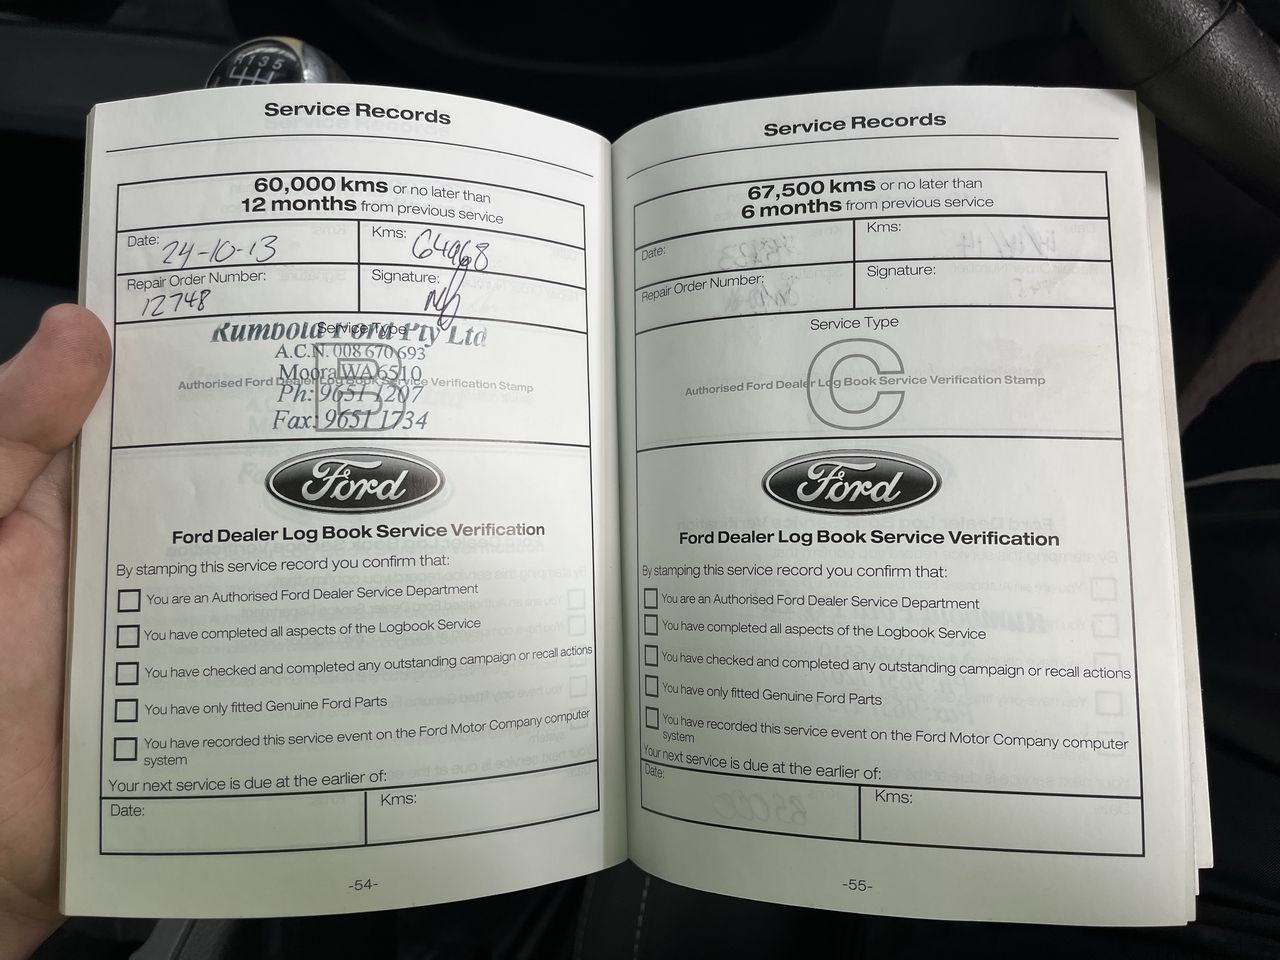 1 3 5
Service Records
60,000 kms or no later than
12 months from previous service
Date: 24-10-13
Kms: 64968
Repair Order Number:
12748
Signature:
Service Type
Rumbold Ford Pty Ltd
A.C.N. 008 670 693
Moora WA 6510
Ph: 9651 1207
Fax: 9651 1734
B
Authorised Ford Dealer Log Book Service Verification Stamp
Ford
Ford Dealer Log Book Service Verification
By stamping this service record you confirm that:
You are an Authorised Ford Dealer Service Department
You have completed all aspects of the Logbook Service
You have checked and completed any outstanding campaign or recall actions
You have only fitted Genuine Ford Parts
You have recorded this service event on the Ford Motor Company computer
system
Your next service is due at the earlier of:
Date:
Kms:
-54-
Service Records
67,500 kms or no later than
6 months from previous service
Date:
Kms:
Repair Order Number:
Signature:
Service Type
C
Authorised Ford Dealer Log Book Service Verification Stamp
Ford
Ford Dealer Log Book Service Verification
By stamping this service record you confirm that:
You are an Authorised Ford Dealer Service Department
You have completed all aspects of the Logbook Service
You have checked and completed any outstanding campaign or recall actions
You have only fitted Genuine Ford Parts
You have recorded this service event on the Ford Motor Company computer
system
Your next service is due at the earlier of:
Date:
Kms:
-55-